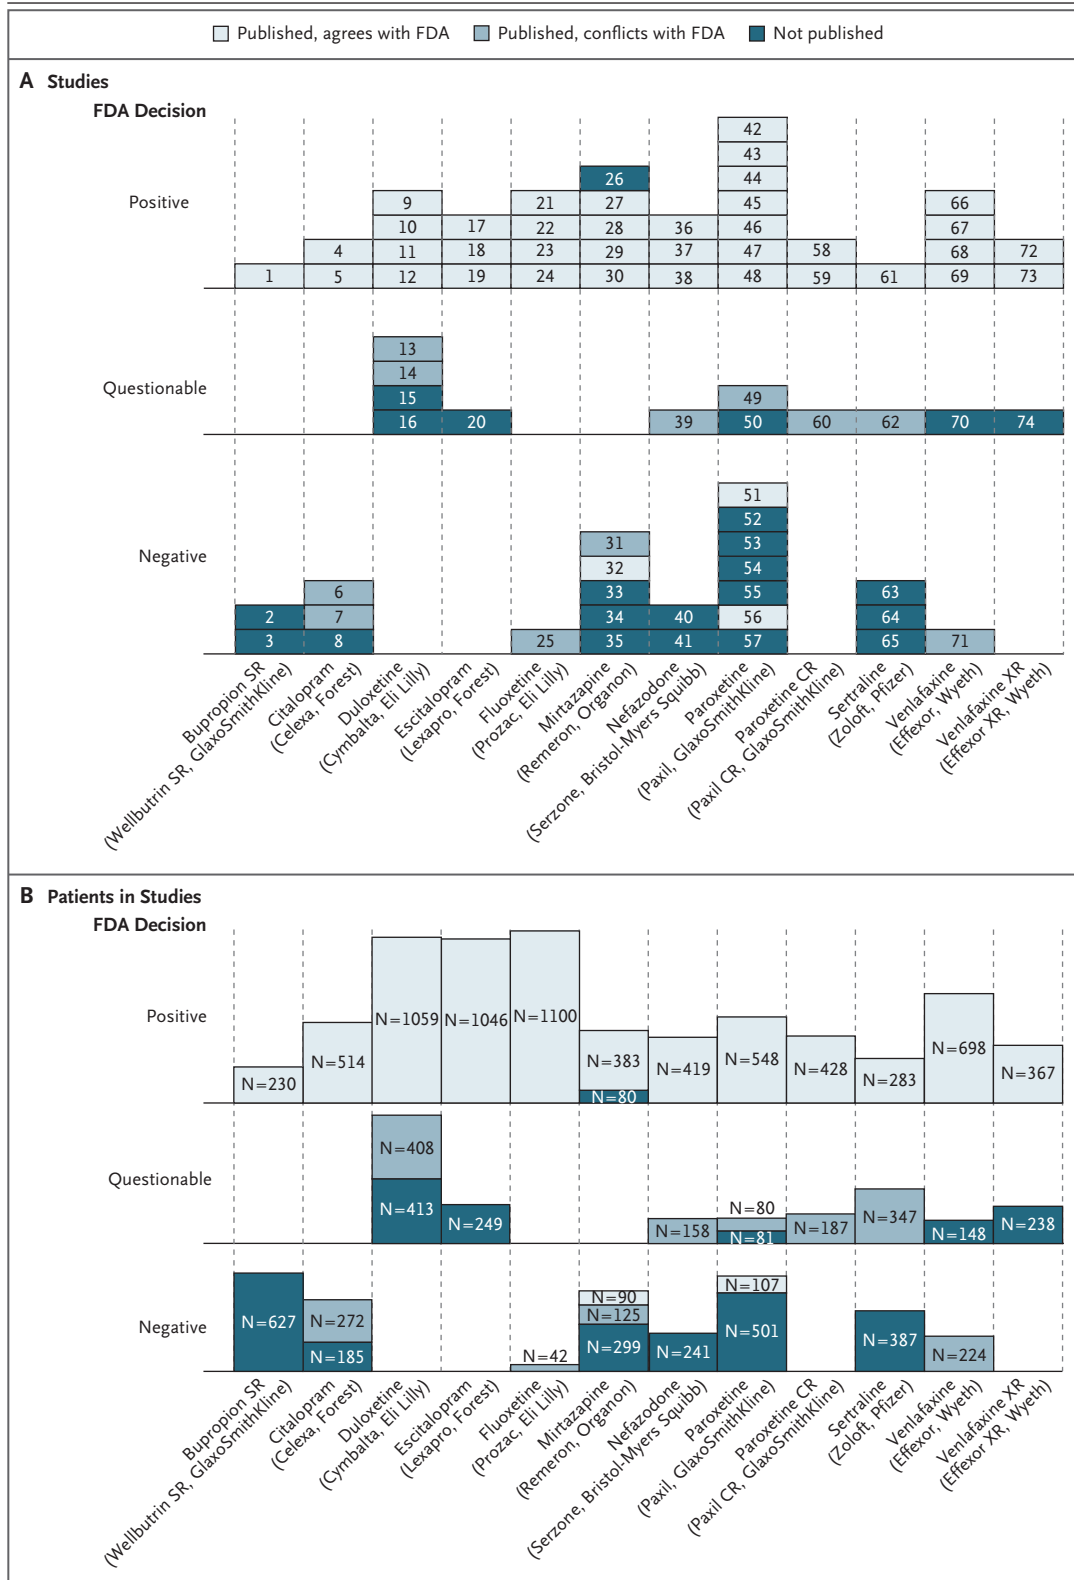 Published, agrees with FDA Published, conflicts with FDA Not published
A Studies
FDA Decision
42
43
26 44
Positive 9 21 27 45 66
10 17 22 28 36 46 67
4 11 18 23 29 37 47 58 68 72
1 5 12 19 24 30 38 48 59 61 69 73
13
Questionable 14
15 49
16 20 39 50 60 62 70 74
51
52
Negative 31 53
32 54
6 33 55 63
2 7 34 40 56 64
3 8 25 35 41 57 65 71
Bupropion SR
(Wellbutrin SR, GlaxoSmithKline)
Citalopram
(Celexa, Forest)
Duloxetine
(Cymbalta, Eli Lilly)
Escitalopram
(Lexapro, Forest)
Fluoxetine
(Prozac, Eli Lilly)
Mirtazapine
(Remeron, Organon)
Nefazodone
(Serzone, Bristol-Myers Squibb)
Paroxetine
(Paxil, GlaxoSmithKline)
Paroxetine CR
(Paxil CR, GlaxoSmithKline)
Sertraline
(Zoloft, Pfizer)
Venlafaxine
(Effexor, Wyeth)
Venlafaxine XR
(Effexor XR, Wyeth)
B Patients in Studies
FDA Decision
Positive
N=230
N=514
N=1059
N=1046
N=1100
N=383
N=80
N=419
N=548
N=428
N=283
N=698
N=367
Questionable
N=408
N=413
N=249
N=158
N=80
N=81
N=187
N=347
N=148
N=238
Negative
N=627
N=272
N=185
N=42
N=90
N=125
N=299
N=241
N=107
N=501
N=387
N=224
Bupropion SR
(Wellbutrin SR, GlaxoSmithKline)
Citalopram
(Celexa, Forest)
Duloxetine
(Cymbalta, Eli Lilly)
Escitalopram
(Lexapro, Forest)
Fluoxetine
(Prozac, Eli Lilly)
Mirtazapine
(Remeron, Organon)
Nefazodone
(Serzone, Bristol-Myers Squibb)
Paroxetine
(Paxil, GlaxoSmithKline)
Paroxetine CR
(Paxil CR, GlaxoSmithKline)
Sertraline
(Zoloft, Pfizer)
Venlafaxine
(Effexor, Wyeth)
Venlafaxine XR
(Effexor XR, Wyeth)